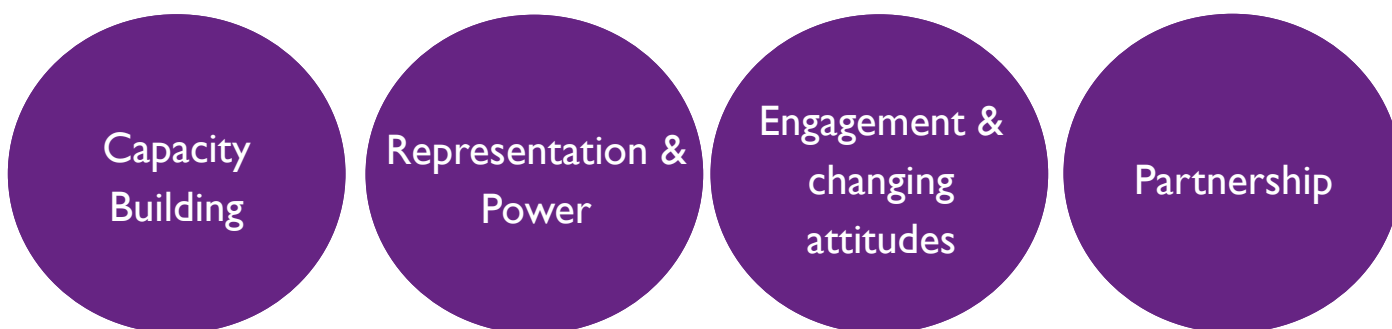 Capacity
Building
Representation &
Power
Engagement &
changing
attitudes
Partnership